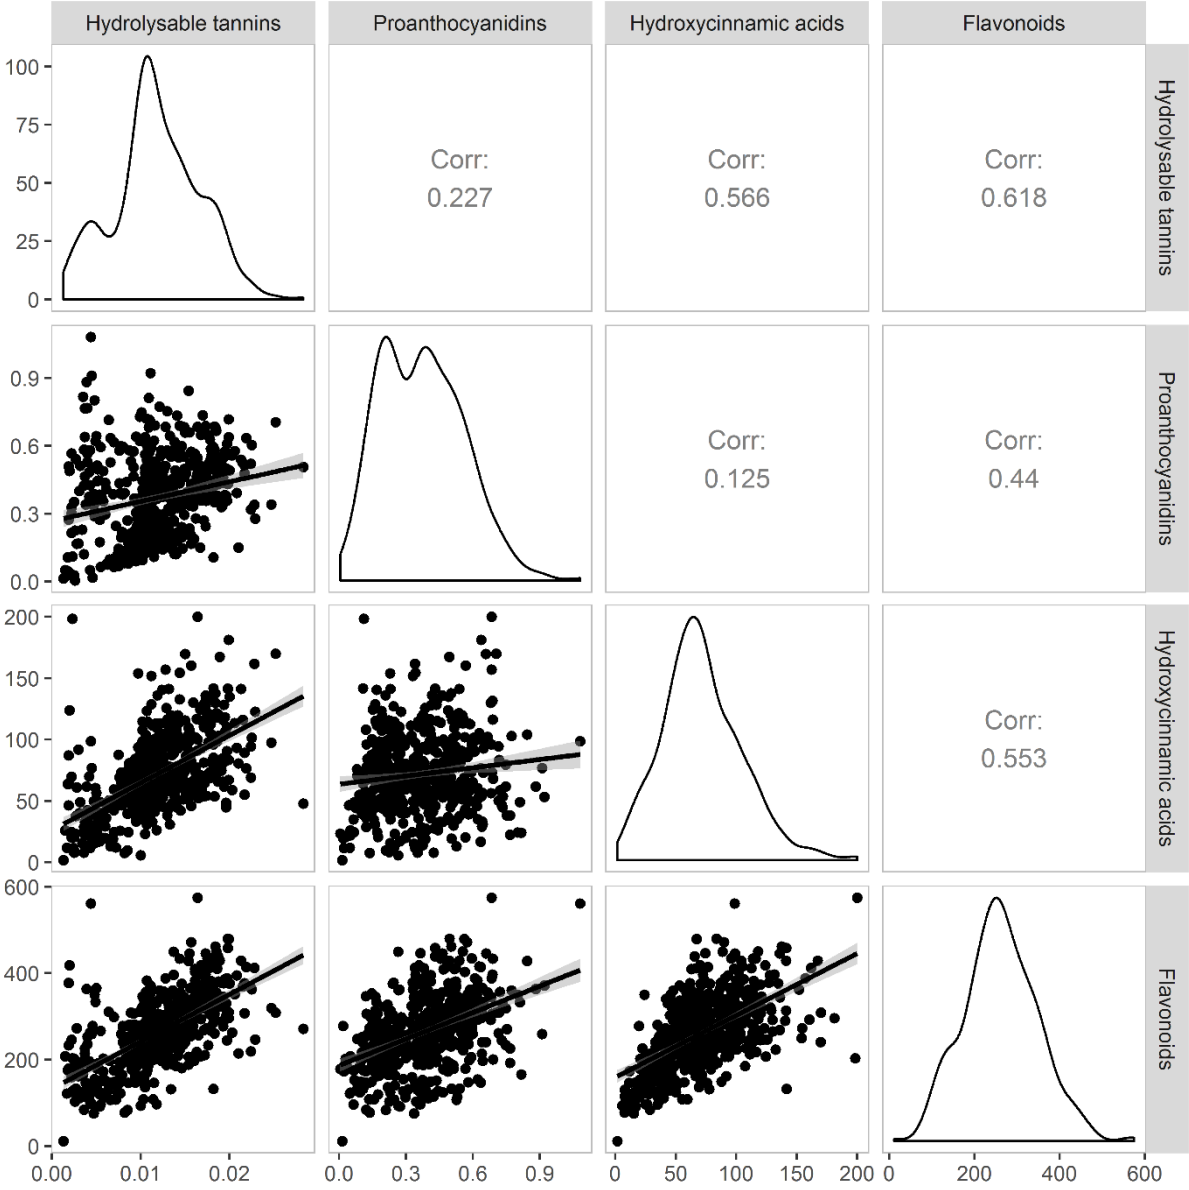 Hydrolysable tannins Proanthocyanidins Hydroxycinnamic acids Flavonoids
100
75
50
25
0
Corr:
0.227
Corr:
0.566
Corr:
0.618
Hydrolysable tannins
0.9
0.6
0.3
0.0
Corr:
0.125
Corr:
0.44
Proanthocyanidins
200
150
100
50
0
Corr:
0.553
Hydroxycinnamic acids
600
400
200
0
Flavonoids
0.00 0.01 0.02 0.0 0.3 0.6 0.9 0 50 100 150 200 0 200 400 600